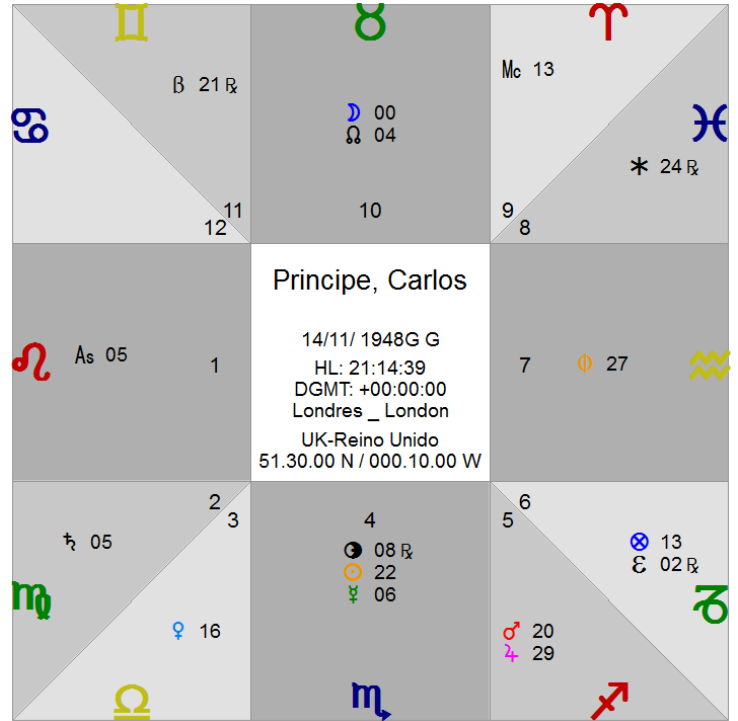 ♊ ♉ ♈
β 21 ℞
Mc 13
☽ 00
☊ 04
♋
♓
✶ 24 ℞
11
12
10
9
8
Principe, Carlos
14/11/ 1948G G
HL: 21:14:39
DGMT: +00:00:00
Londres _ London
UK-Reino Unido
51.30.00 N / 000.10.00 W
♌ As 05
1
7
27 ♒
2
3
4
6
5
♄ 05
08 ℞
☉ 22
☿ 06
⊗ 13
ε 02 ℞
♍
♑
♀ 16
♂ 20
♃ 29
♎ ♏ ♐